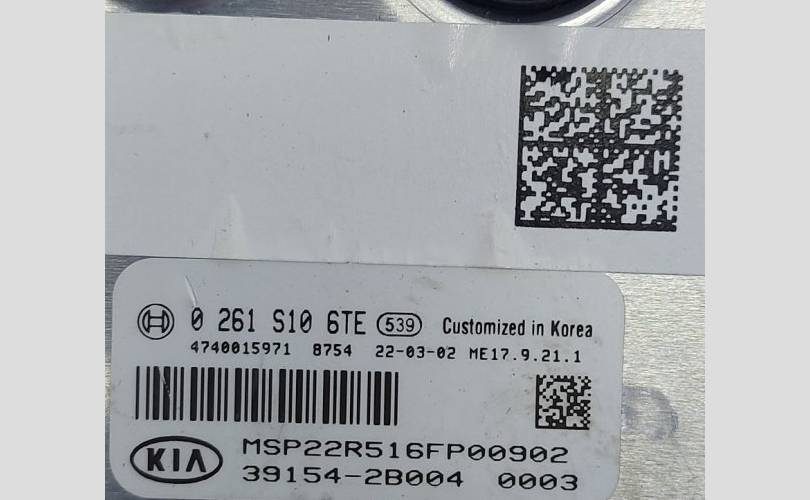 0 261 S10 6TE 539 Customized in Korea
4740015971 8754 22-03-02 ME17.9.21.1
KIA MSP22R516FP00902
39154-2B004 0003